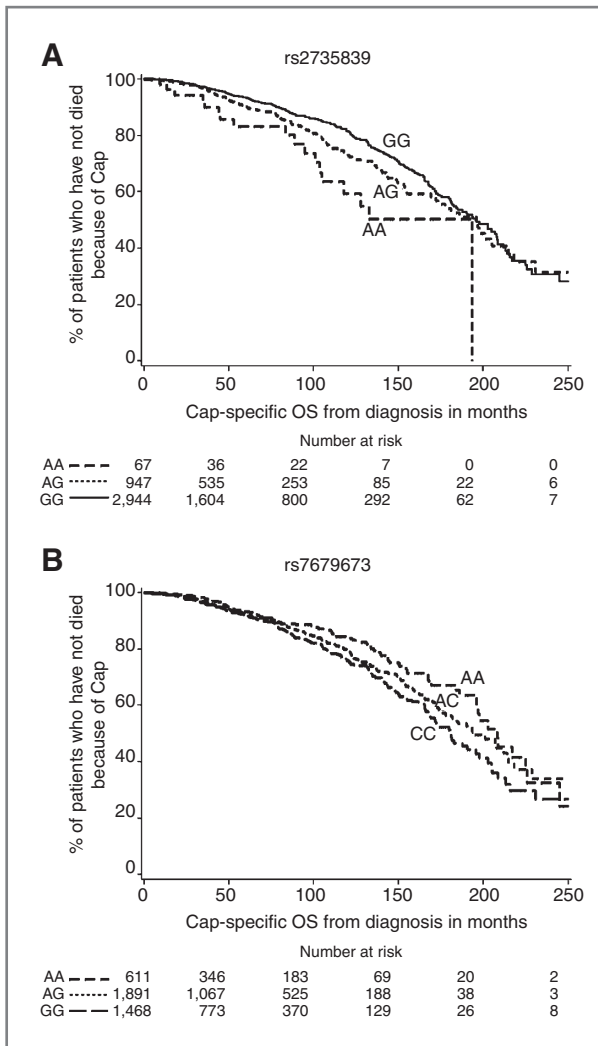 A
rs2735839
% of patients who have not died
because of Cap
100
80
60
40
20
0
GG
AG
AA
0 50 100 150 200 250
Cap-specific OS from diagnosis in months
Number at risk
AA 67 36 22 7 0 0
AG 947 535 253 85 22 6
GG 2,944 1,604 800 292 62 7
B
rs7679673
% of patients who have not died
because of Cap
100
80
60
40
20
0
AA
AC
CC
0 50 100 150 200 250
Cap-specific OS from diagnosis in months
Number at risk
AA 611 346 183 69 20 2
AG 1,891 1,067 525 188 38 3
GG 1,468 773 370 129 26 8